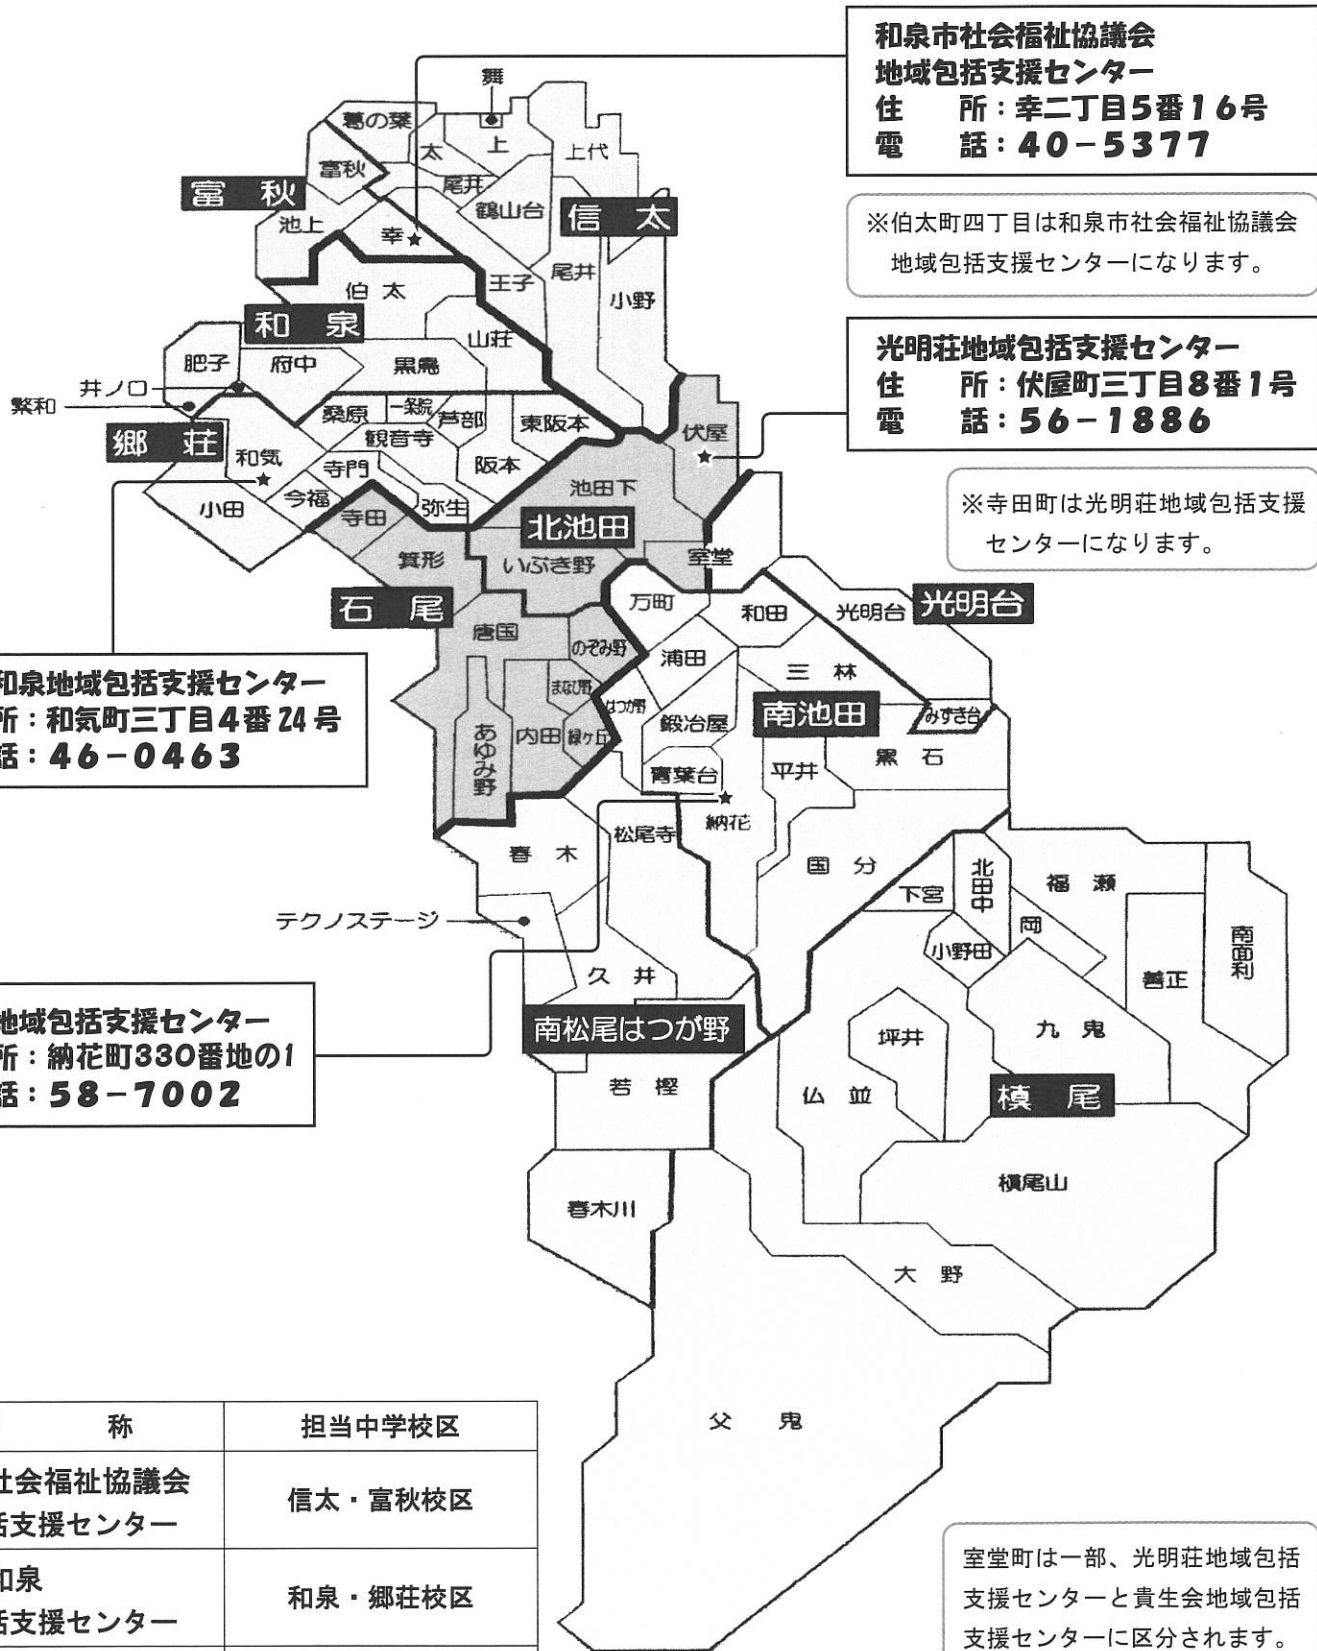 和泉市社会福祉協議会
地域包括支援センター
住　　所：幸二丁目5番16号
電　　話：40-5377
※伯太町四丁目は和泉市社会福祉協議会
地域包括支援センターになります。
光明荘地域包括支援センター
住　　所：伏屋町三丁目8番1号
電　　話：56-1886
※寺田町は光明荘地域包括支援
センターになります。
舞
葛の葉
太
上
上代
富秋
尾井
鶴山台
富　秋
信　太
池上
幸
王子
尾井
小野
伯 太
和　泉
山荘
肥子
府中
黒鳥
井ノ口
繁和
桑原
一条院
芦部
東阪本
伏屋
郷　荘
和気
観音寺
寺門
阪本
池田下
小田
今福
寺田
弥生
北池田
箕形
いぶき野
室堂
石　尾
万町
和田
光明台
光明台
唐国
のぞみ野
浦田
三　林
まなび野
はつが野
鍛冶屋
南池田
みずき台
あゆみ野
内田
緑ヶ丘
青葉台
平井
黒　石
納花
松尾寺
春　木
国　分
下宮
北田中
福　瀬
テクノステージ
岡
小野田
南面利
善正
久　井
南松尾はつが野
坪井
九　鬼
若　樫
仏　並
槙　尾
槇尾山
春木川
大　野
父　鬼
和泉地域包括支援センター
所：和気町三丁目4番24号
話：46-0463
地域包括支援センター
所：納花町330番地の1
話：58-7002
称
担当中学校区
社会福祉協議会
括支援センター
信太・富秋校区
和泉
括支援センター
和泉・郷荘校区
室堂町は一部、光明荘地域包括
支援センターと貴生会地域包括
支援センターに区分されます。